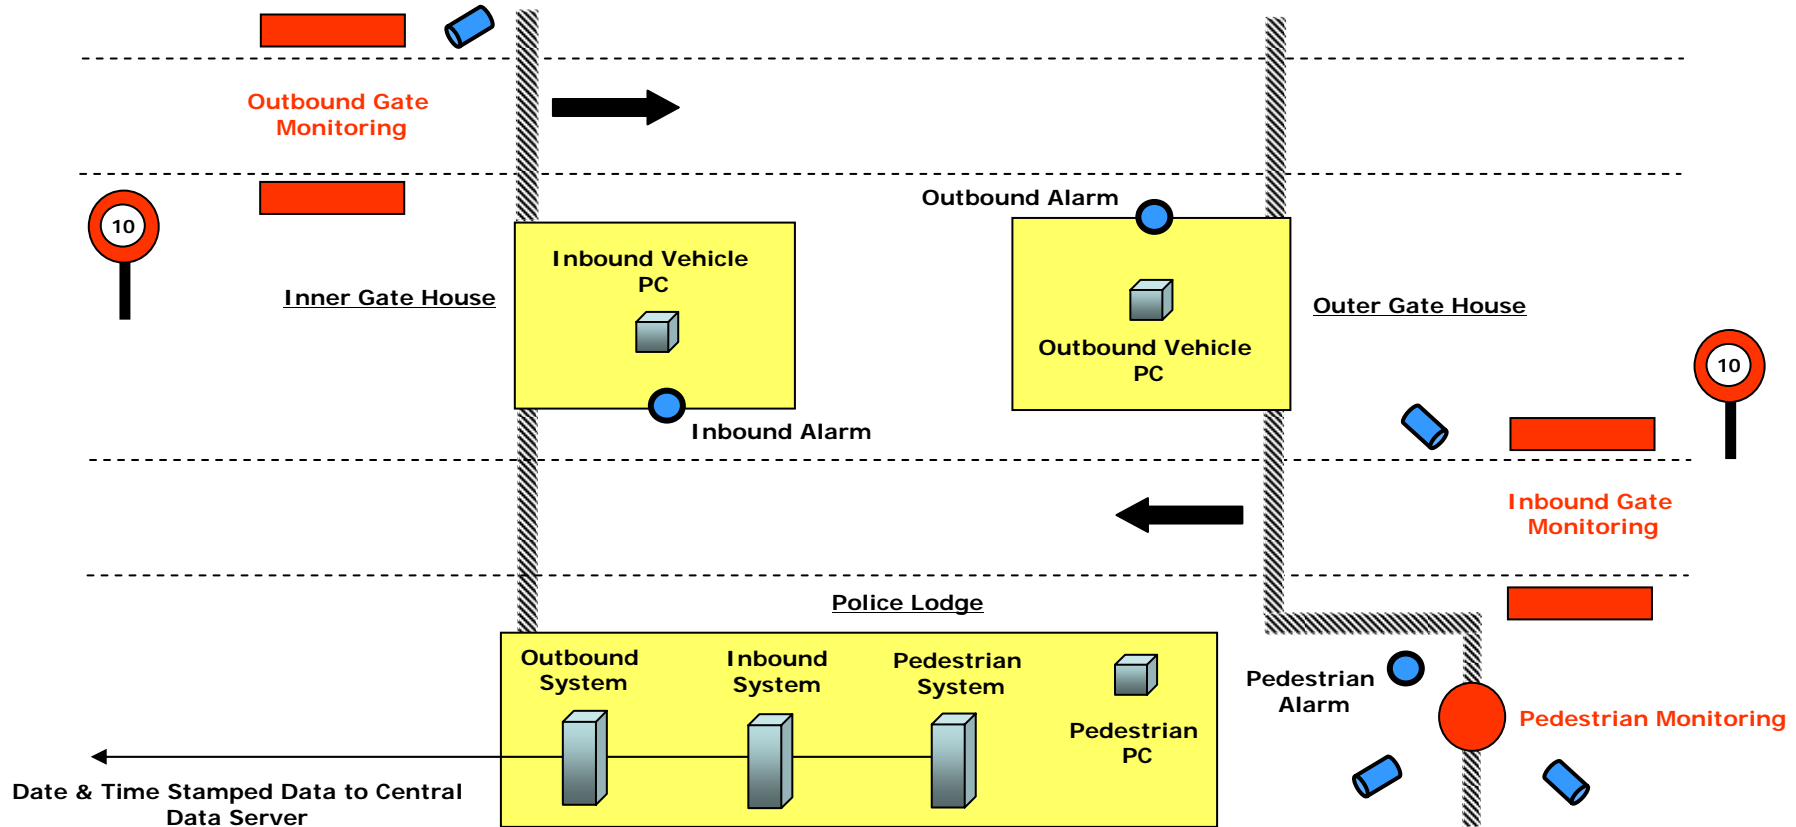 Outbound Gate
Monitoring
10
Outbound Alarm
Inbound Vehicle
PC
Inner Gate House
Outer Gate House
Outbound Vehicle
PC
10
Inbound Alarm
Inbound Gate
Monitoring
Police Lodge
Outbound
System
Inbound
System
Pedestrian
System
Pedestrian
PC
Pedestrian
Alarm
Pedestrian Monitoring
Date & Time Stamped Data to Central
Data Server